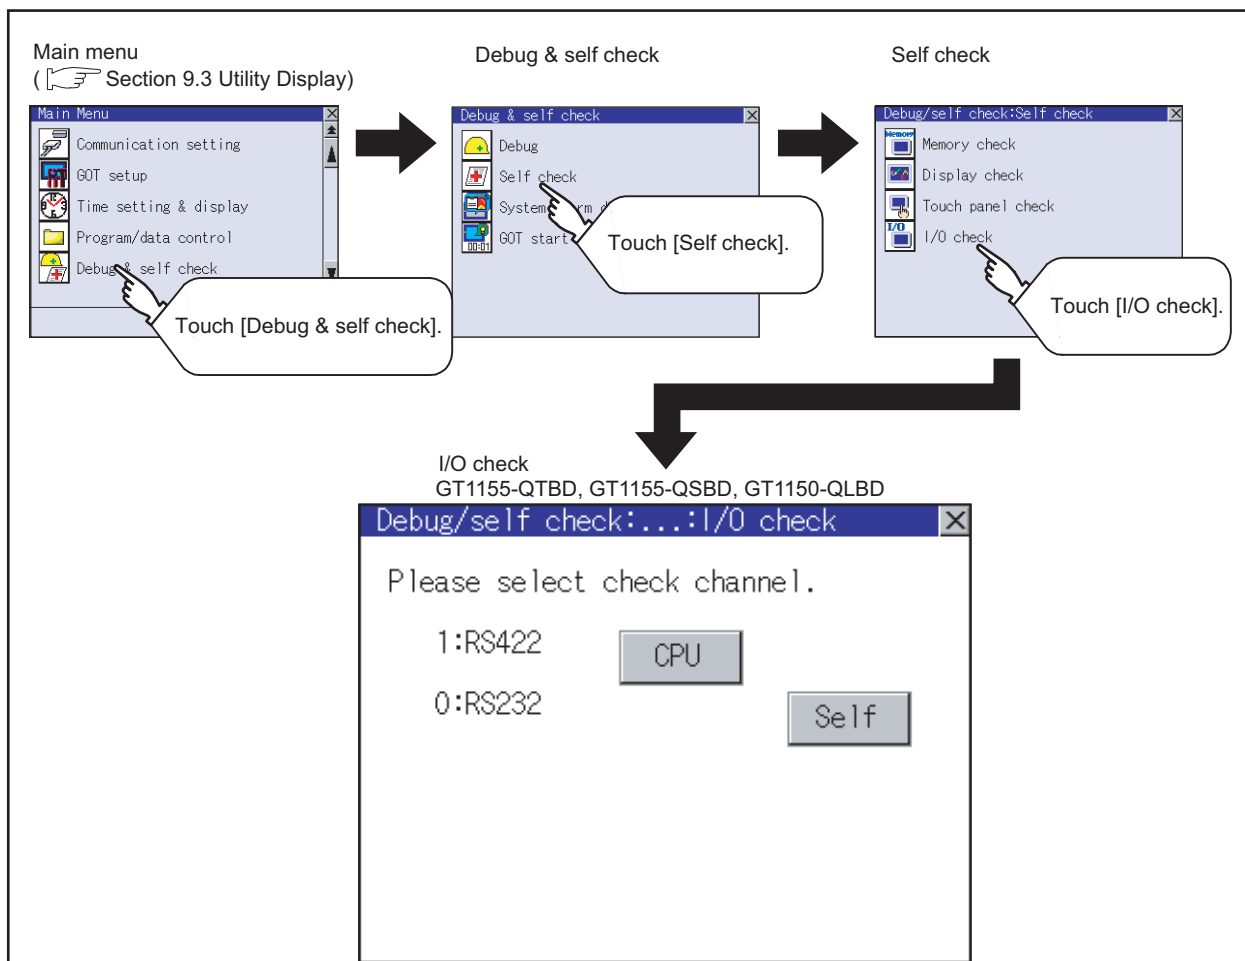 Main menu
( Section 9.3 Utility Display)
Debug & self check
Self check
Main Menu
Communication setting
GOT setup
Time setting & display
Program/data control
Debug & self check
Touch [Debug & self check].
Debug & self check
Debug
Self check
System rm d
GOT start
00:01
Touch [Self check].
Debug/self check:Self check
Memory
Memory check
Display check
Touch panel check
I/O
I/O check
Touch [I/O check].
I/O check
GT1155-QTBD, GT1155-QSBD, GT1150-QLBD
Debug/self check:...:I/O check
Please select check channel.
1:RS422
CPU
0:RS232
Self